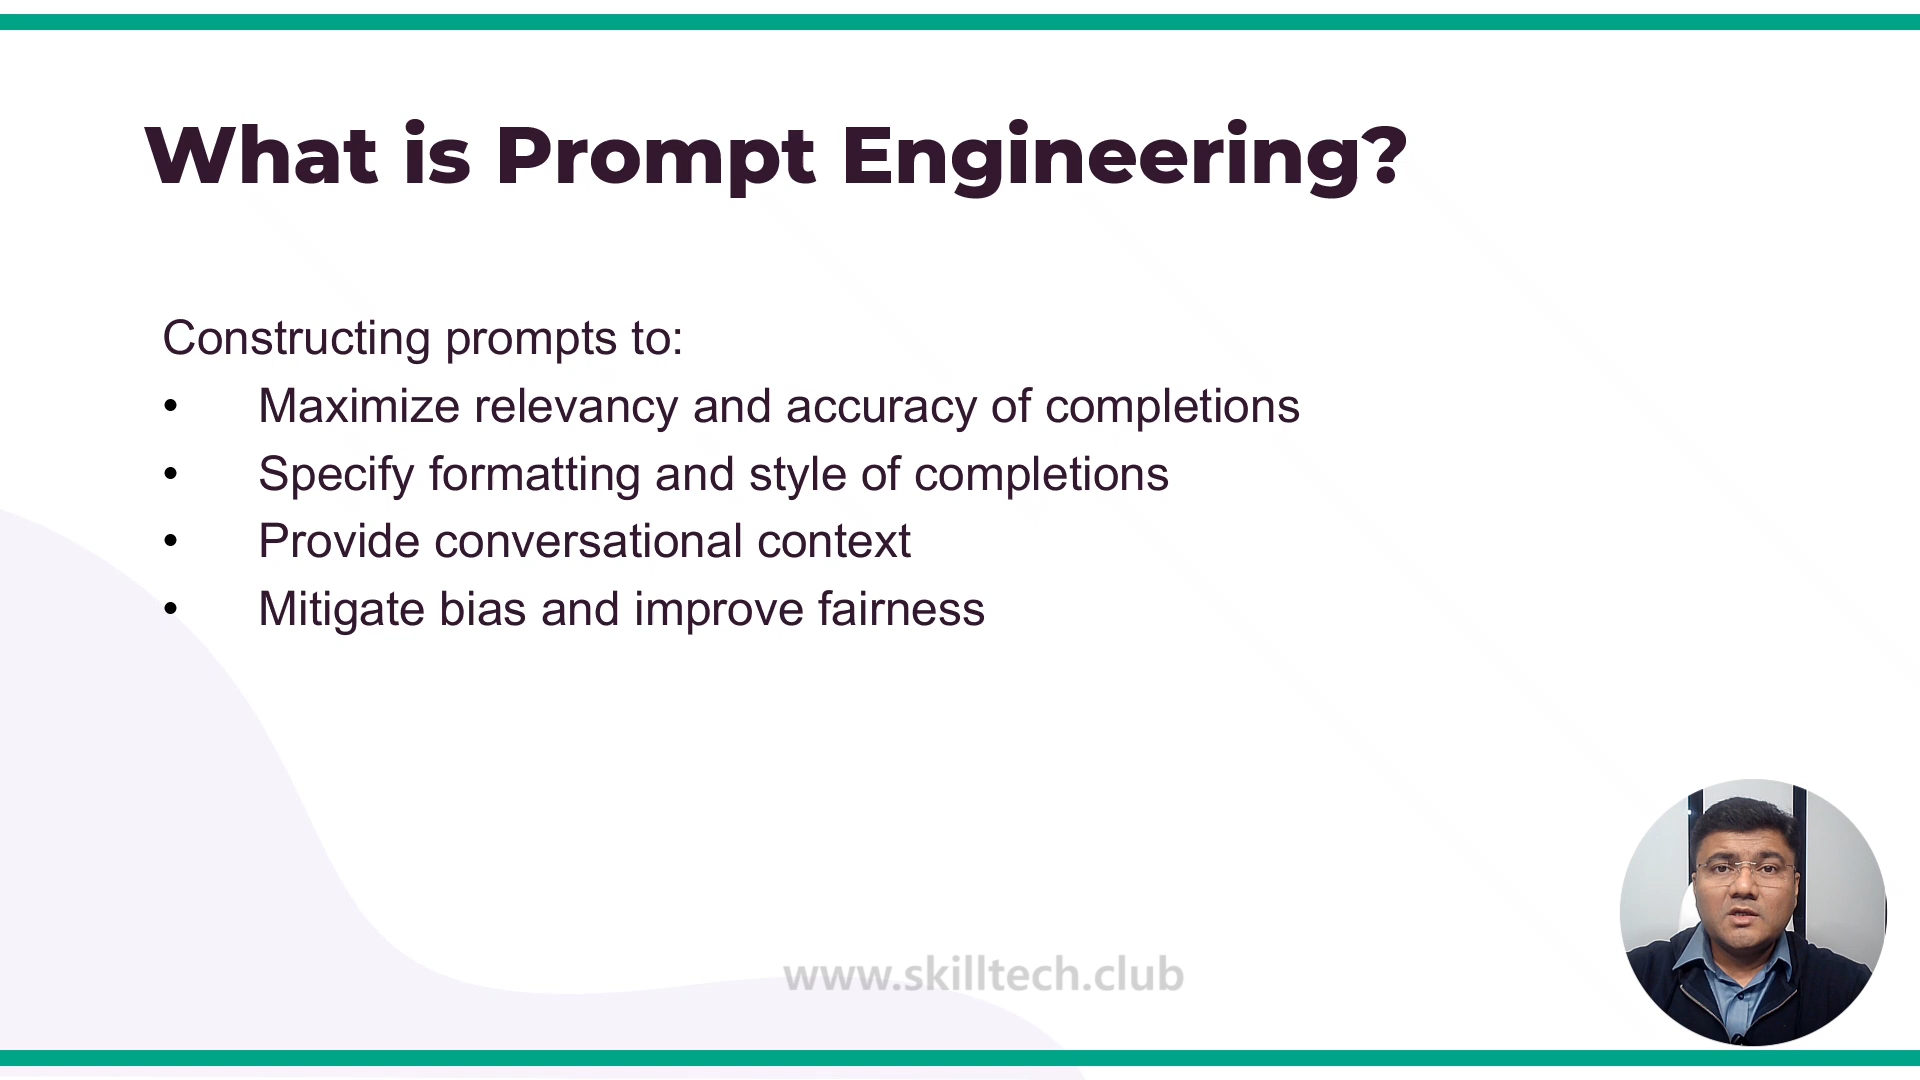 What is Prompt Engineering?
Constructing prompts to:
• Maximize relevancy and accuracy of completions
• Specify formatting and style of completions
• Provide conversational context
• Mitigate bias and improve fairness
www.skilltech.club